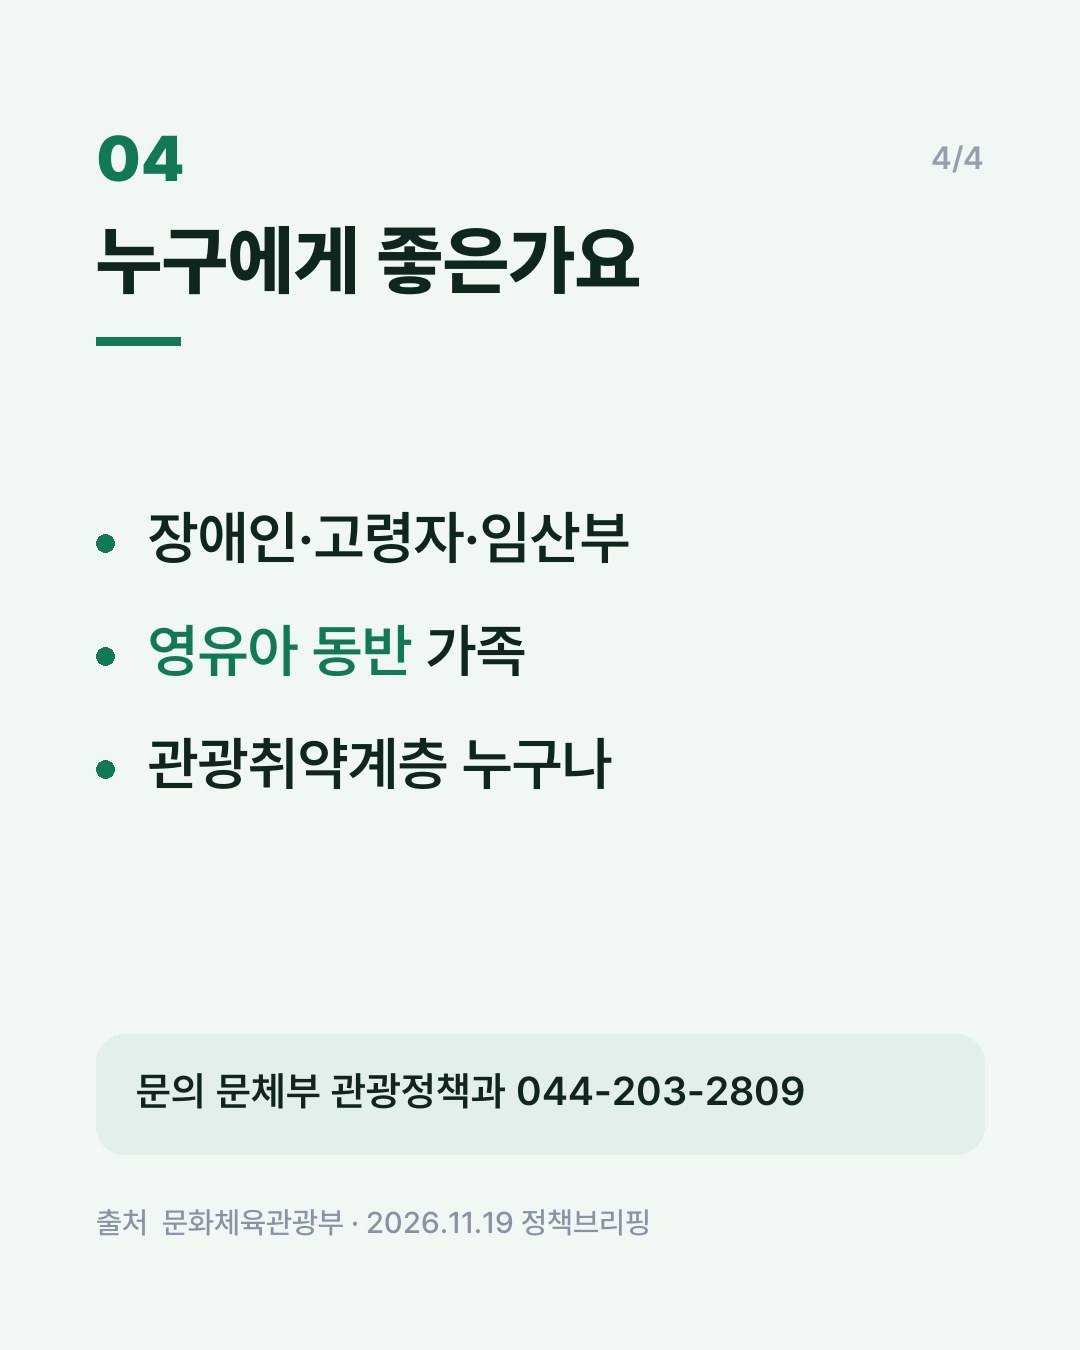 04
4/4
누구에게 좋은가요
장애인·고령자·임산부
영유아 동반 가족
관광취약계층 누구나
문의 문체부 관광정책과 044-203-2809
출처 문화체육관광부 · 2026.11.19 정책브리핑